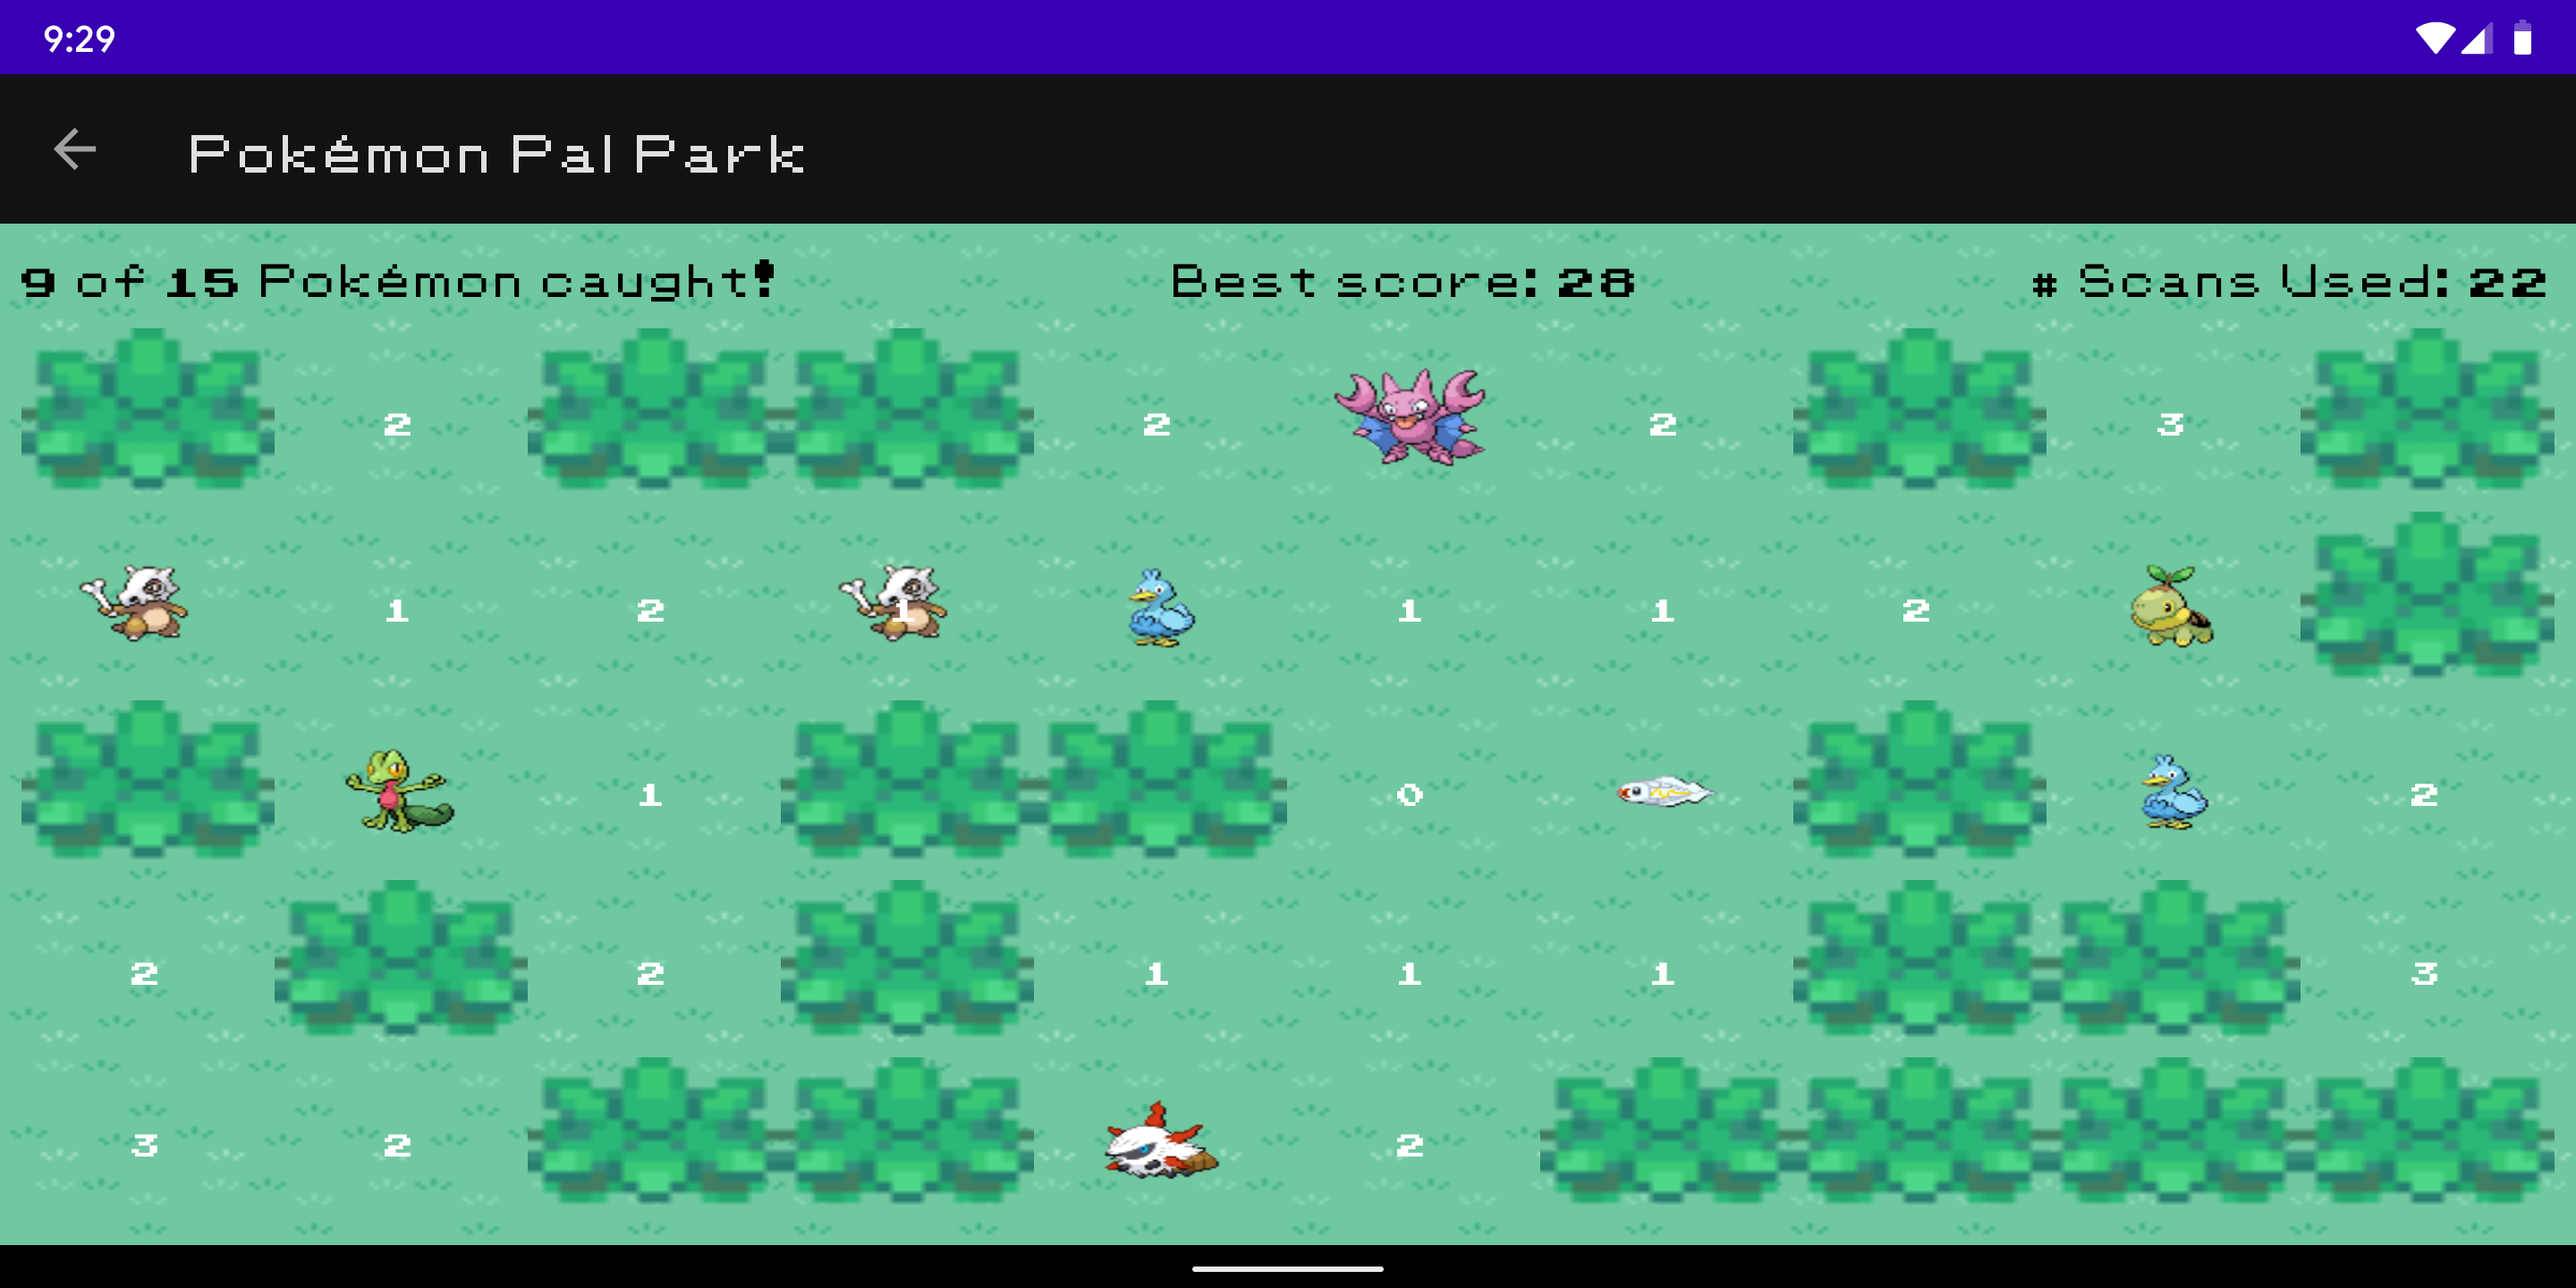 9:29
Pokémon Pal Park
9 of 15 Pokémon caught! Best score: 28 # Scans Used: 22
2 2 2 3
1 2 1 1 1 2
1 0 2
2 2 1 1 1 3
3 2 2